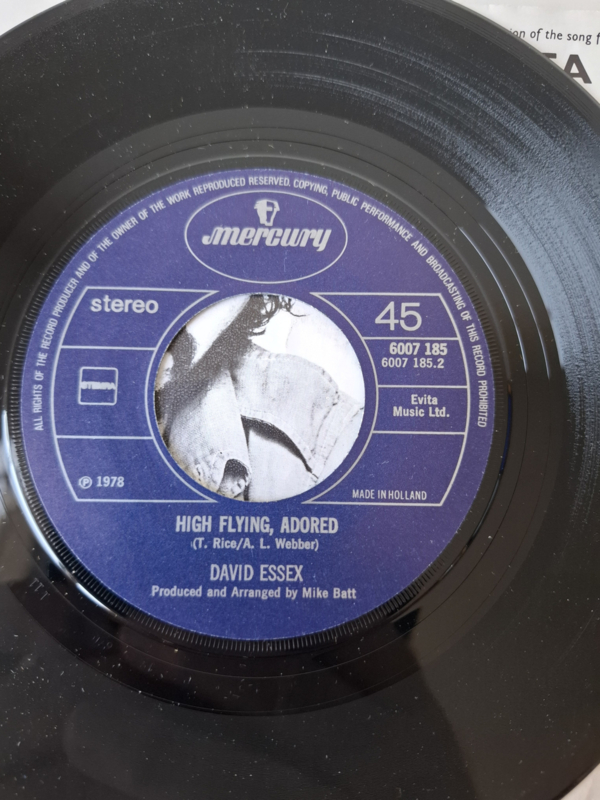 ion of the song f
TA
ALL RIGHTS OF THE RECORD PRODUCER AND OF THE OWNER OF THE WORK REPRODUCED RESERVED. COPYING, PUBLIC PERFORMANCE AND BROADCASTING OF THIS RECORD PROHIBITED
mercury
stereo
45
6007 185
6007 185.2
STEMRA
Evita
Music Ltd.
℗ 1978
MADE IN HOLLAND
HIGH FLYING, ADORED
(T. Rice/A. L. Webber)
DAVID ESSEX
Produced and Arranged by Mike Batt